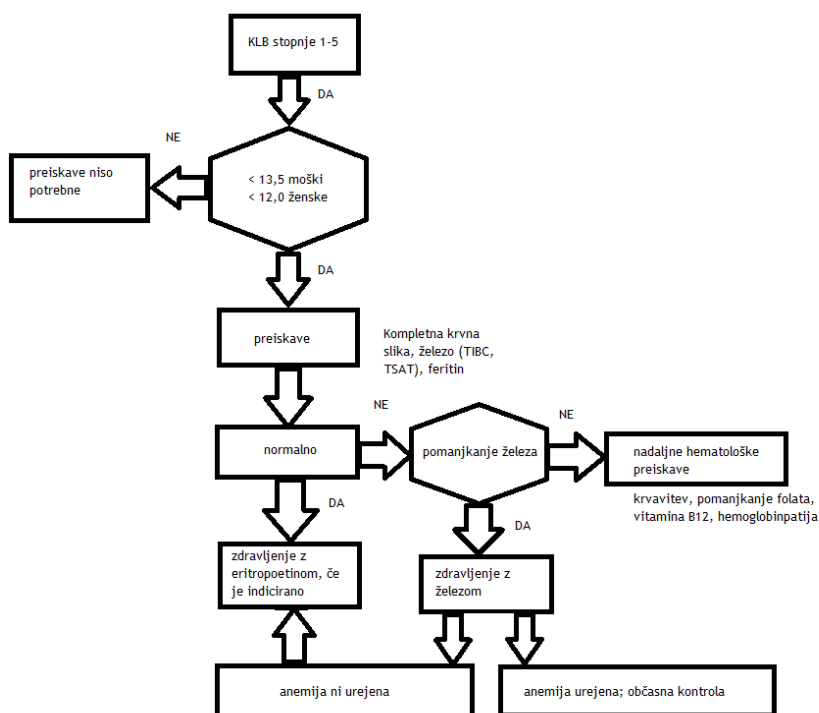 KLB stopnje 1-5
DA
NE
preiskave niso
potrebne
< 13,5 moški
< 12,0 ženske
DA
preiskave
Kompletna krvna
slika, železo (TIBC,
TSAT), feritin
normalno
NE
pomanjkanje železa
NE
nadaljne hematološke
preiskave
krvavitev, pomanjkanje folata,
vitamina B12, hemoglobinpatija
DA
DA
zdravljenje z
eritropoetinom, če
je indicirano
zdravljenje z
železom
anemija ni urejena
anemija urejena; občasna kontrola